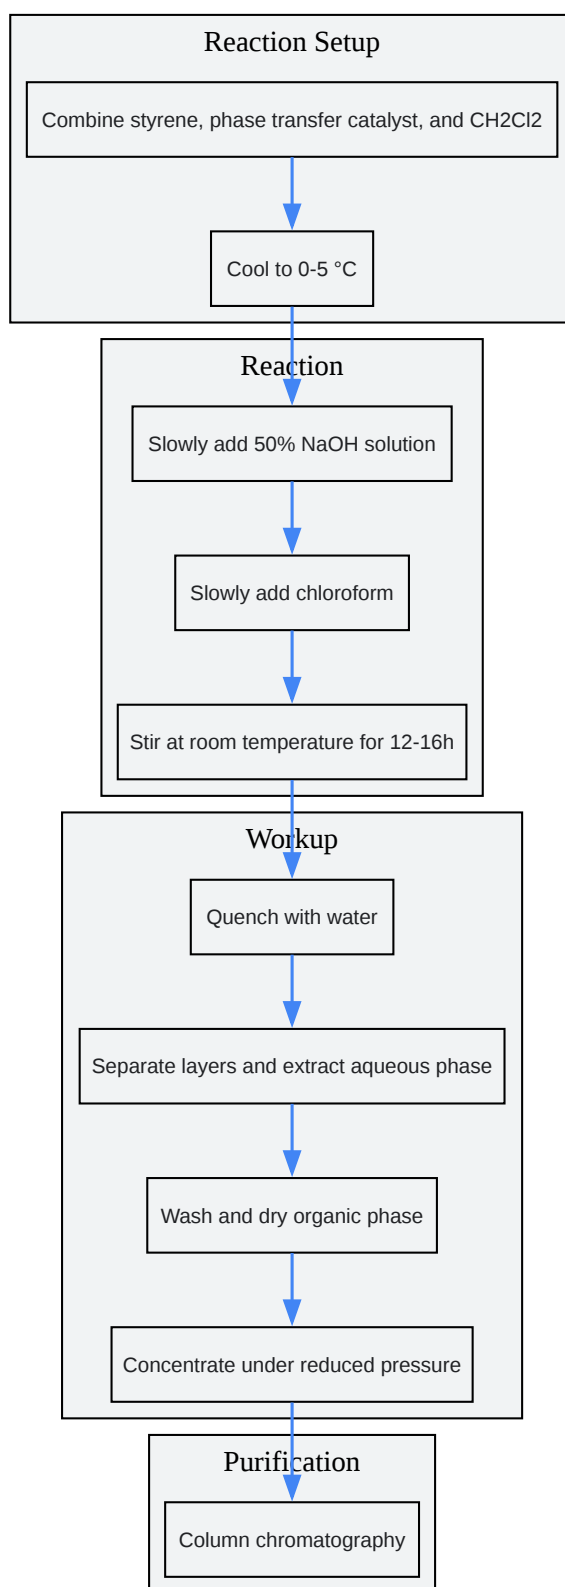 Reaction Setup
Combine styrene, phase transfer catalyst, and CH2Cl2
Cool to 0-5 °C
Reaction
Slowly add 50% NaOH solution
Slowly add chloroform
Stir at room temperature for 12-16h
Workup
Quench with water
Separate layers and extract aqueous phase
Wash and dry organic phase
Concentrate under reduced pressure
Purification
Column chromatography